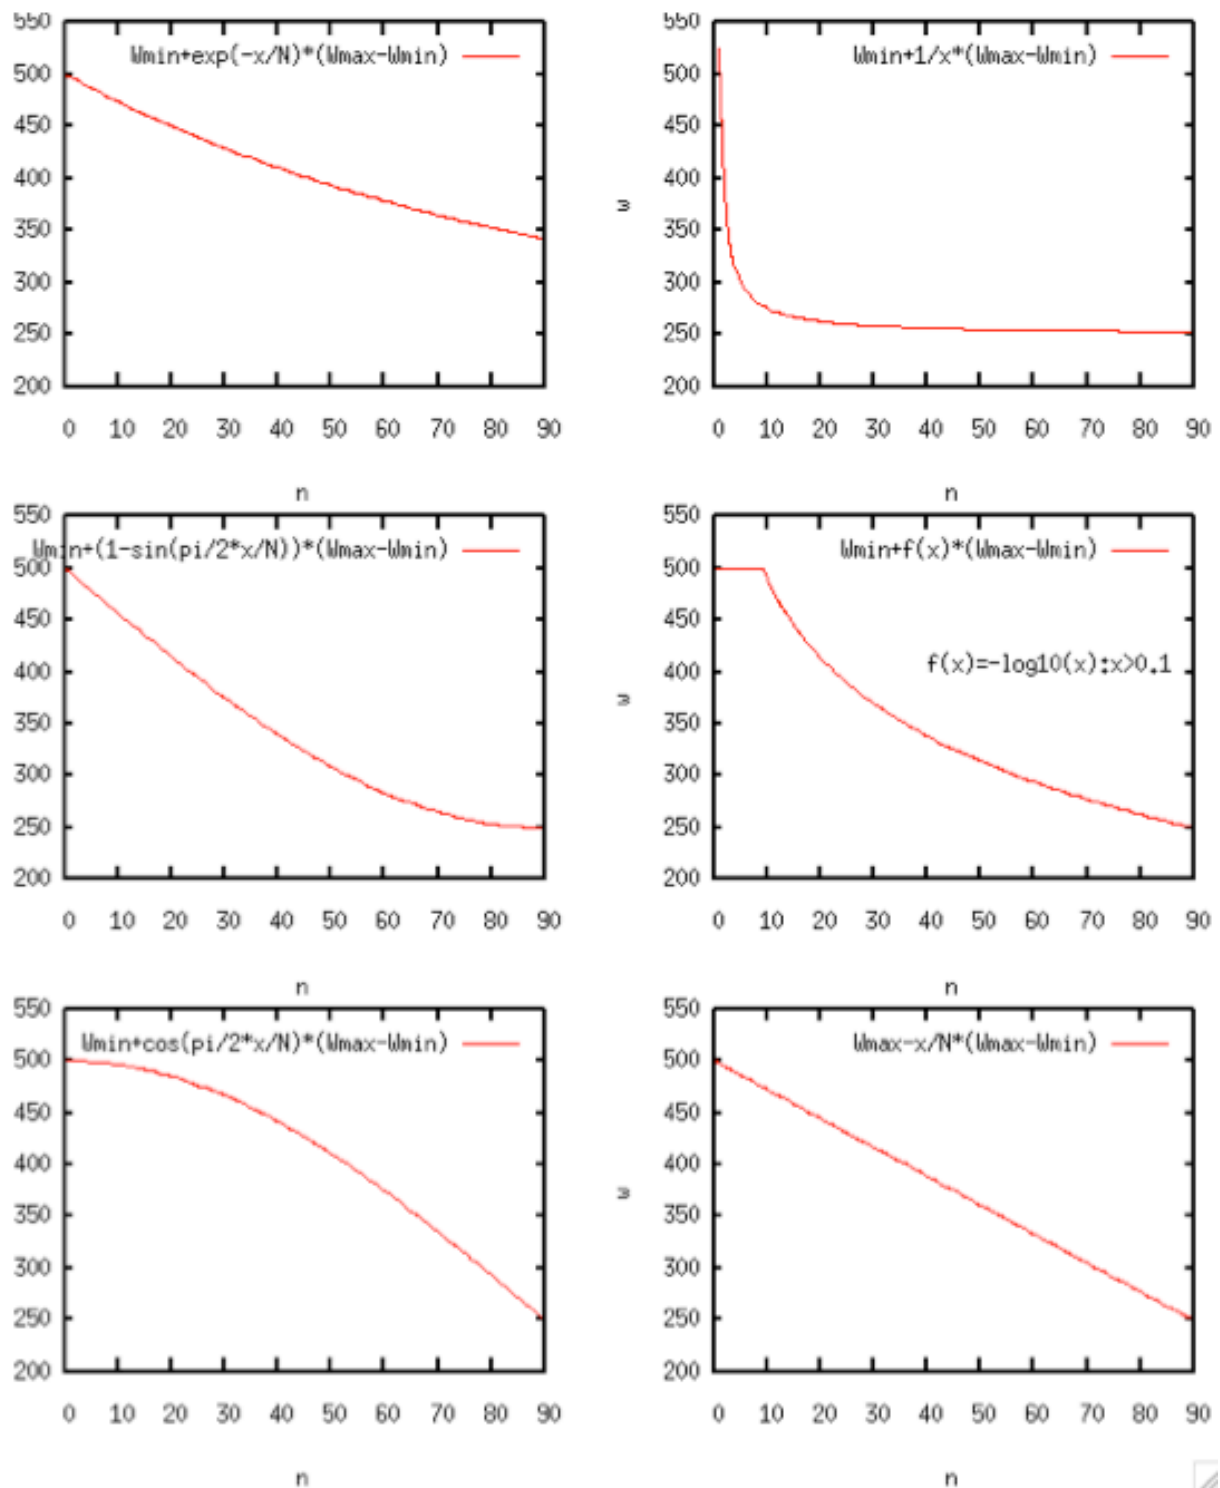 550
Wmin+exp(-x/N)*(Wmax-Wmin)
500
450
400
350
300
250
200
0 10 20 30 40 50 60 70 80 90
n
550
Wmin+1/x*(Wmax-Wmin)
500
450
400
350
300
250
200
w
0 10 20 30 40 50 60 70 80 90
n
550
Wmin+(1-sin(pi/2*x/N))*(Wmax-Wmin)
500
450
400
350
300
250
200
0 10 20 30 40 50 60 70 80 90
n
550
Wmin+f(x)*(Wmax-Wmin)
500
450
f(x)=-log10(x):x>0.1
400
350
300
250
200
w
0 10 20 30 40 50 60 70 80 90
n
550
Wmin+cos(pi/2*x/N)*(Wmax-Wmin)
500
450
400
350
300
250
200
0 10 20 30 40 50 60 70 80 90
n
550
Wmax-x/N*(Wmax-Wmin)
500
450
400
350
300
250
200
w
0 10 20 30 40 50 60 70 80 90
n